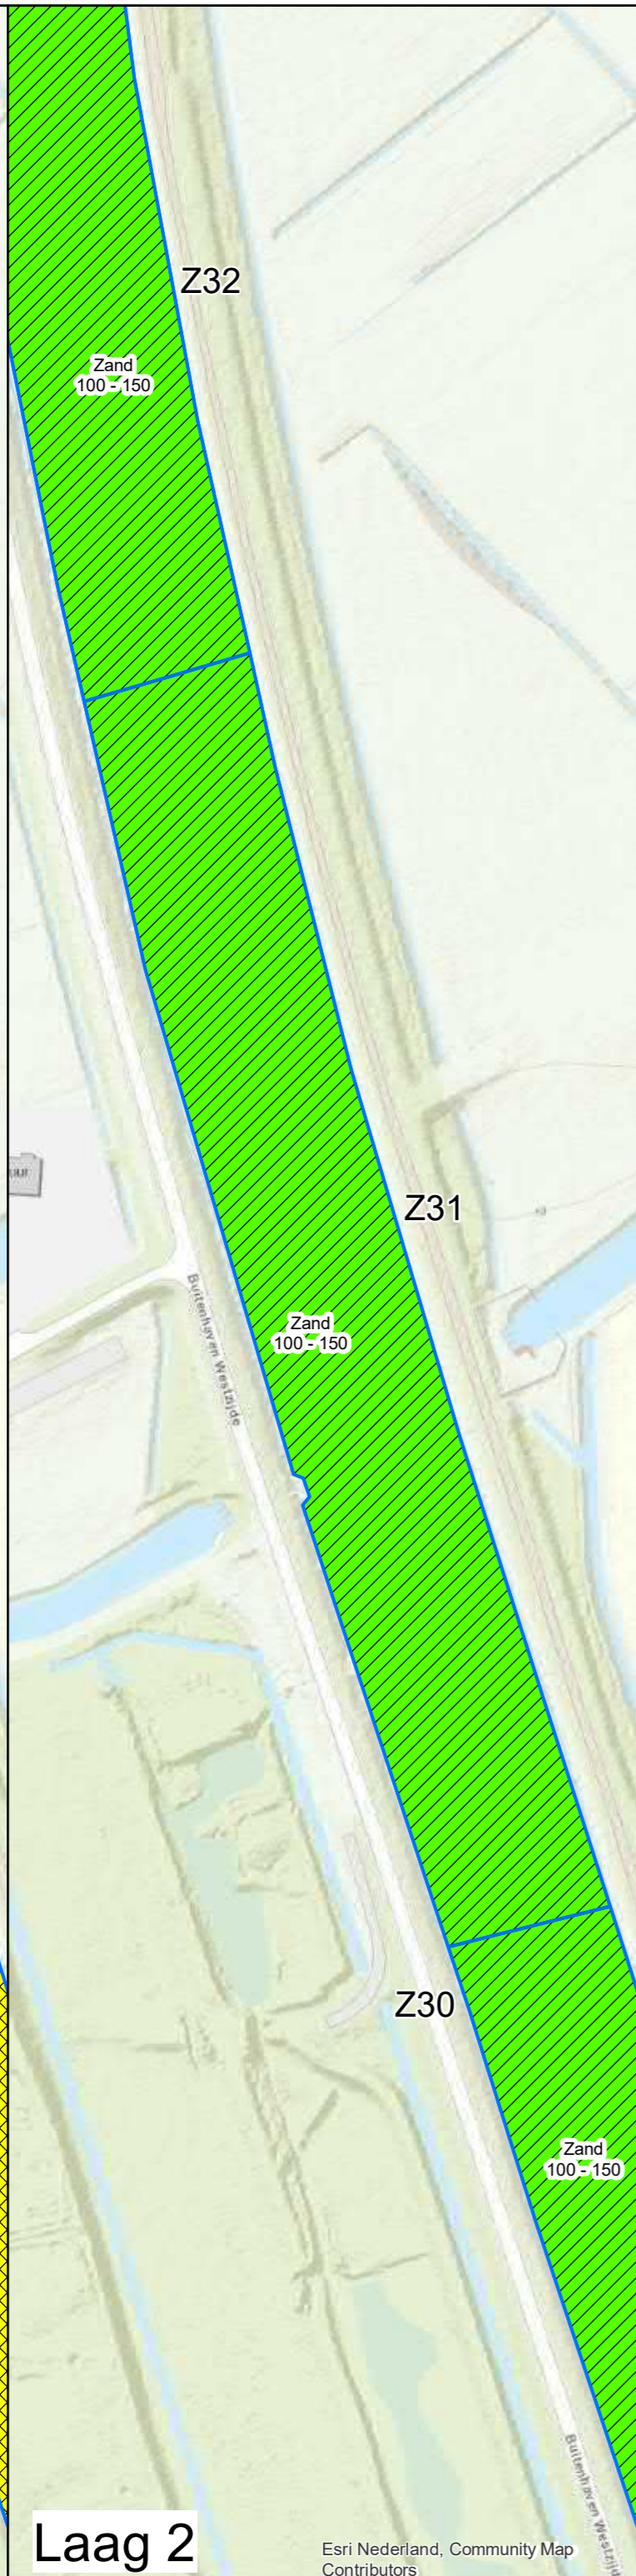 Z32
Zand
100 - 150
Z31
Buitenhaven Westzijde
Zand
100 - 150
Z30
Zand
100 - 150
Buitenhaven
Laag 2
Esri Nederland, Community Map
Contributors